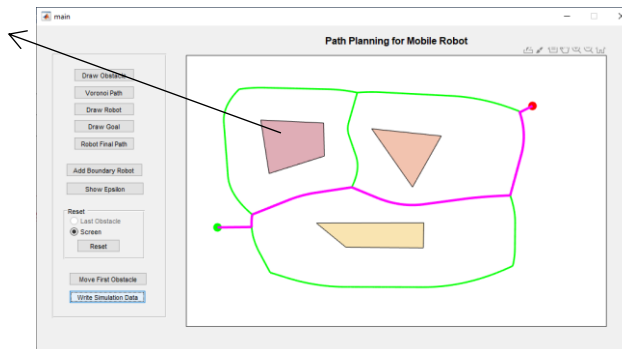 main
Path Planning for Mobile Robot
Draw Obstacle
Voronoi Path
Draw Robot
Draw Goal
Robot Final Path
Add Boundary Robot
Show Epsilon
Reset
Last Obstacle
Screen
Reset
Move First Obstacle
Write Simulation Data